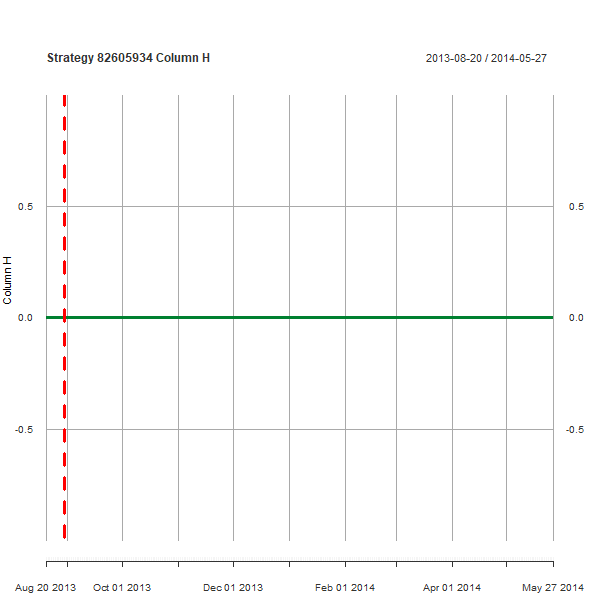 Strategy 82605934 Column H
2013-08-20 / 2014-05-27
0.5
0.5
Column H
0.0
0.0
-0.5
-0.5
Aug 20 2013
Oct 01 2013
Dec 01 2013
Feb 01 2014
Apr 01 2014
May 27 2014